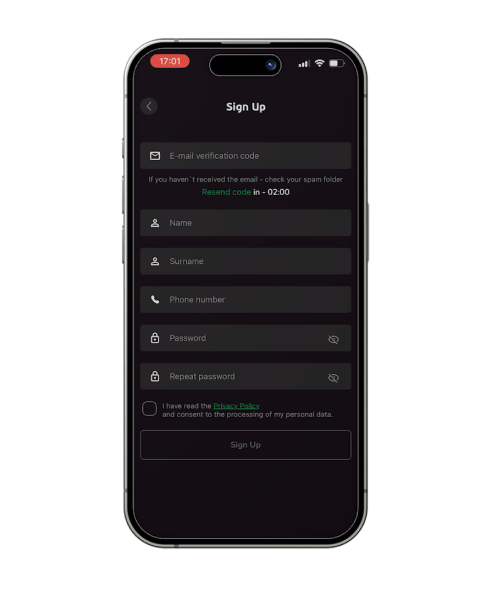 17:01
Sign Up
E-mail verification code
If you haven´t received the email - check your spam folder
Resend code in - 02:00
Name
Surname
Phone number
Password
Repeat password
I have read the Privacy Policy
and consent to the processing of my personal data.
Sign Up